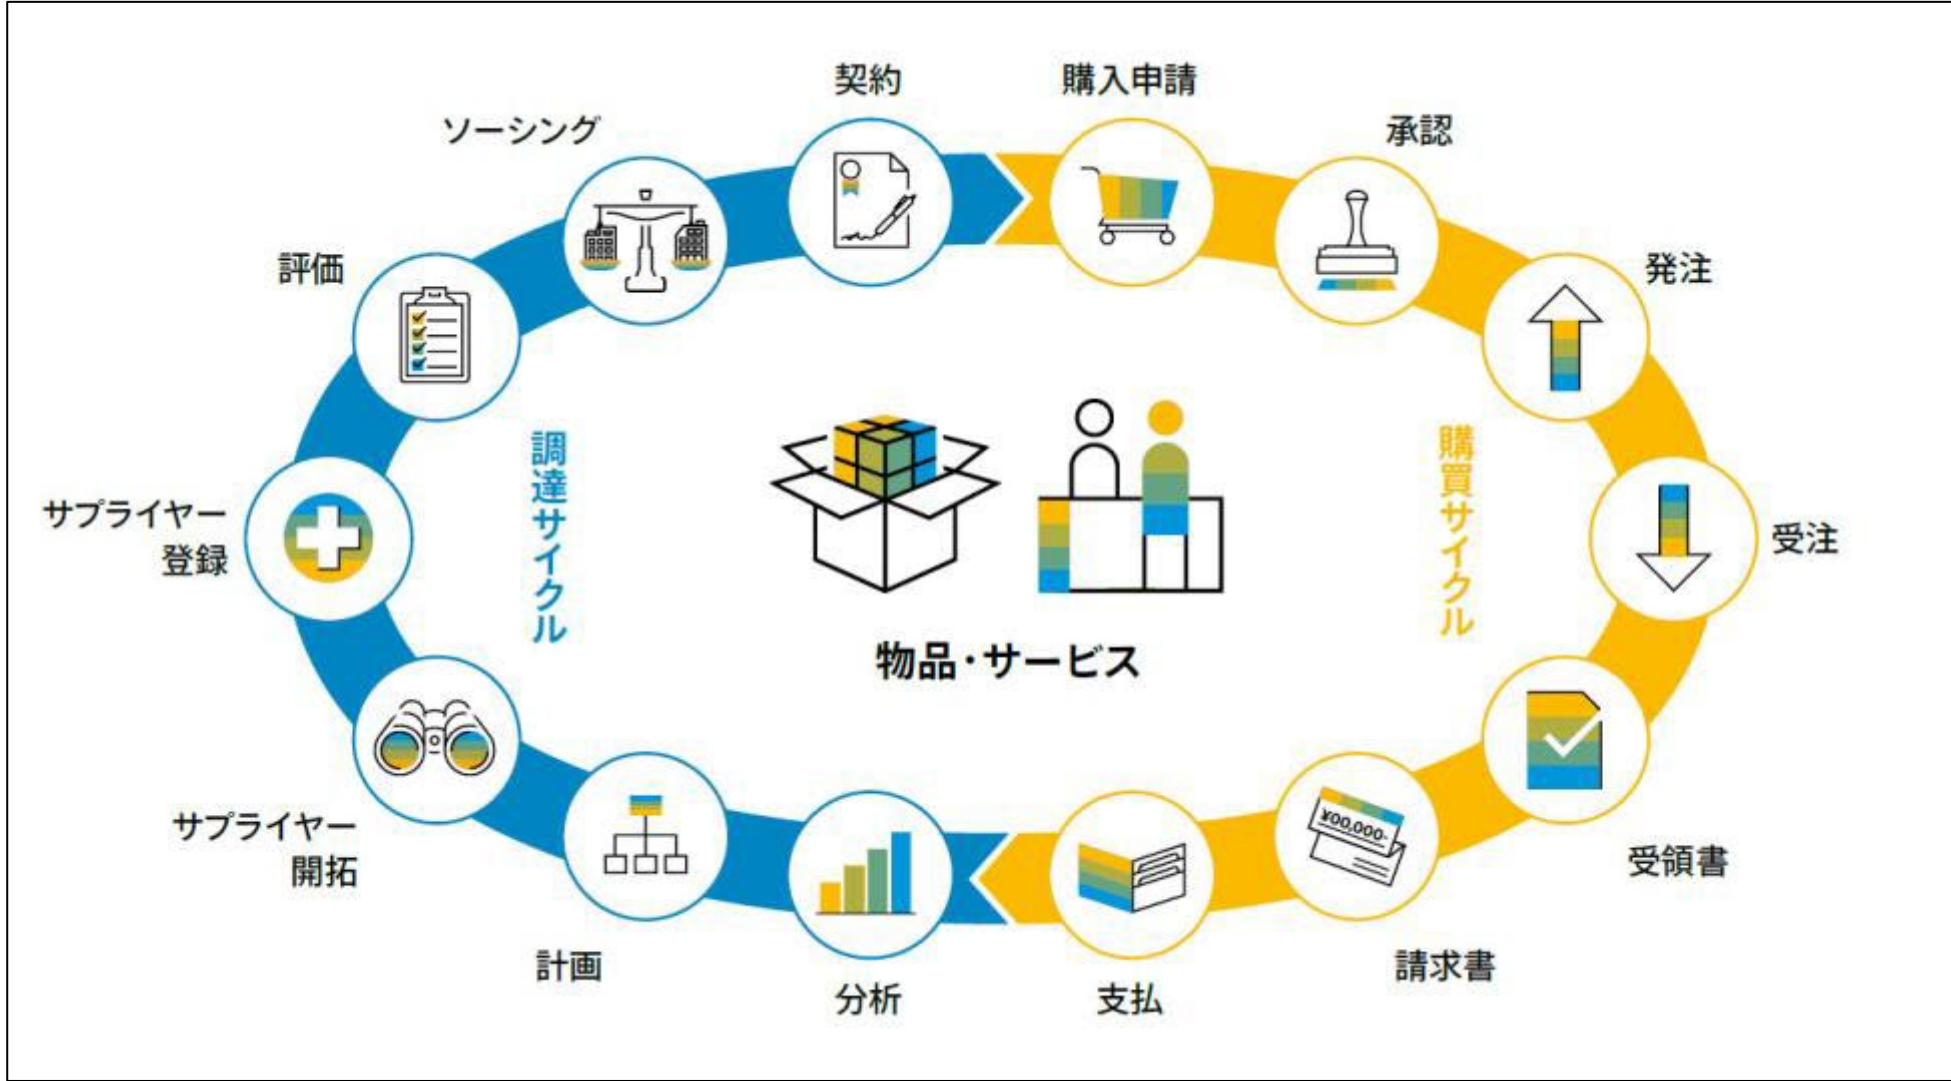 契約
購入申請
ソーシング
承認
評価
発注
調達サイクル
購買サイクル
サプライヤー
登録
受注
物品・サービス
サプライヤー
開拓
¥00,000-
受領書
計画
請求書
分析
支払